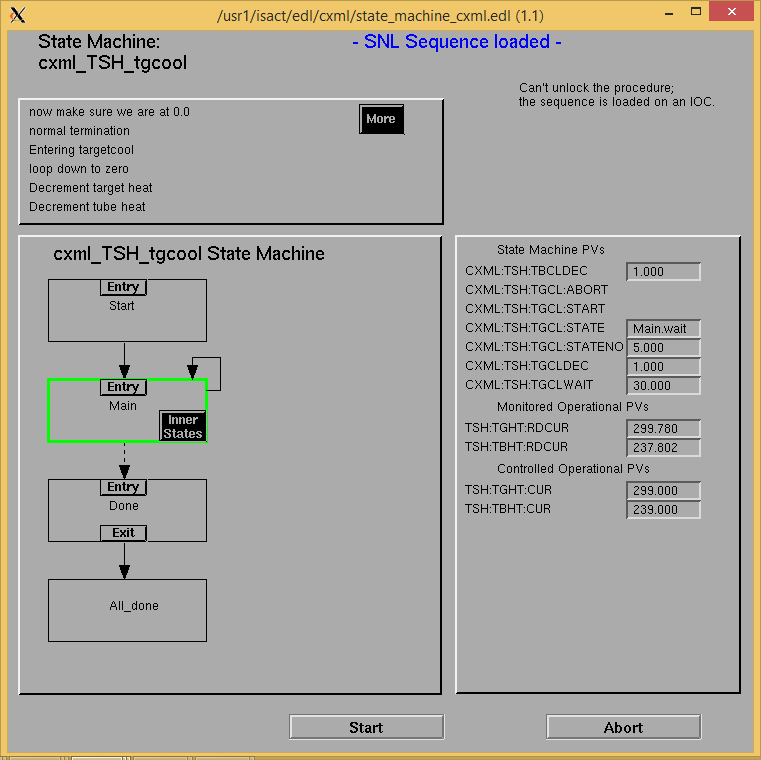 /usr1/isact/edl/cxml/state_machine_cxml.edl (1.1)
State Machine:
- SNL Sequence loaded -
cxml_TSH_tgcool
Can't unlock the procedure;
the sequence is loaded on an IOC.
now make sure we are at 0.0
More
normal termination
Entering targetcool
loop down to zero
Decrement target heat
Decrement tube heat
cxml_TSH_tgcool State Machine
Entry
Start
Entry
Main
Inner
States
Entry
Done
Exit
All_done
State Machine PVs
CXML:TSH:TBCLDEC 1.000
CXML:TSH:TGCL:ABORT
CXML:TSH:TGCL:START
CXML:TSH:TGCL:STATE Main.wait
CXML:TSH:TGCL:STATENO 5.000
CXML:TSH:TGCLDEC 1.000
CXML:TSH:TGCLWAIT 30.000
Monitored Operational PVs
TSH:TGHT:RDCUR 299.780
TSH:TBHT:RDCUR 237.802
Controlled Operational PVs
TSH:TGHT:CUR 299.000
TSH:TBHT:CUR 239.000
Start
Abort